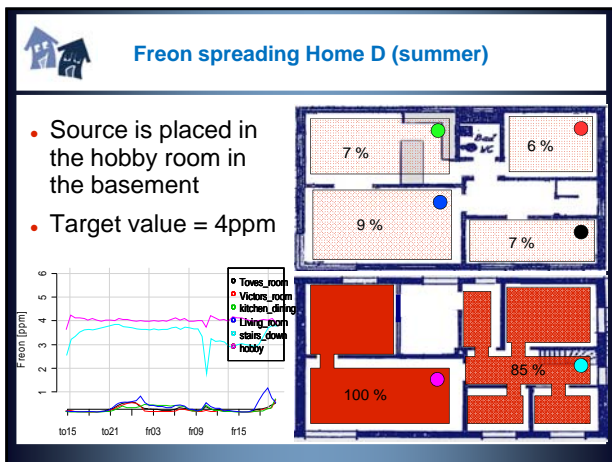 Freon spreading Home D (summer)
• Source is placed in
the hobby room in
the basement
• Target value = 4ppm
7 %
6 %
Bad
WC
9 %
7 %
Freon [ppm]
6
5
4
3
2
1
Toves_room
Victors_room
kitchen_dining
Living_room
stairs_down
hobby
to15
to21
fr03
fr09
fr15
100 %
85 %